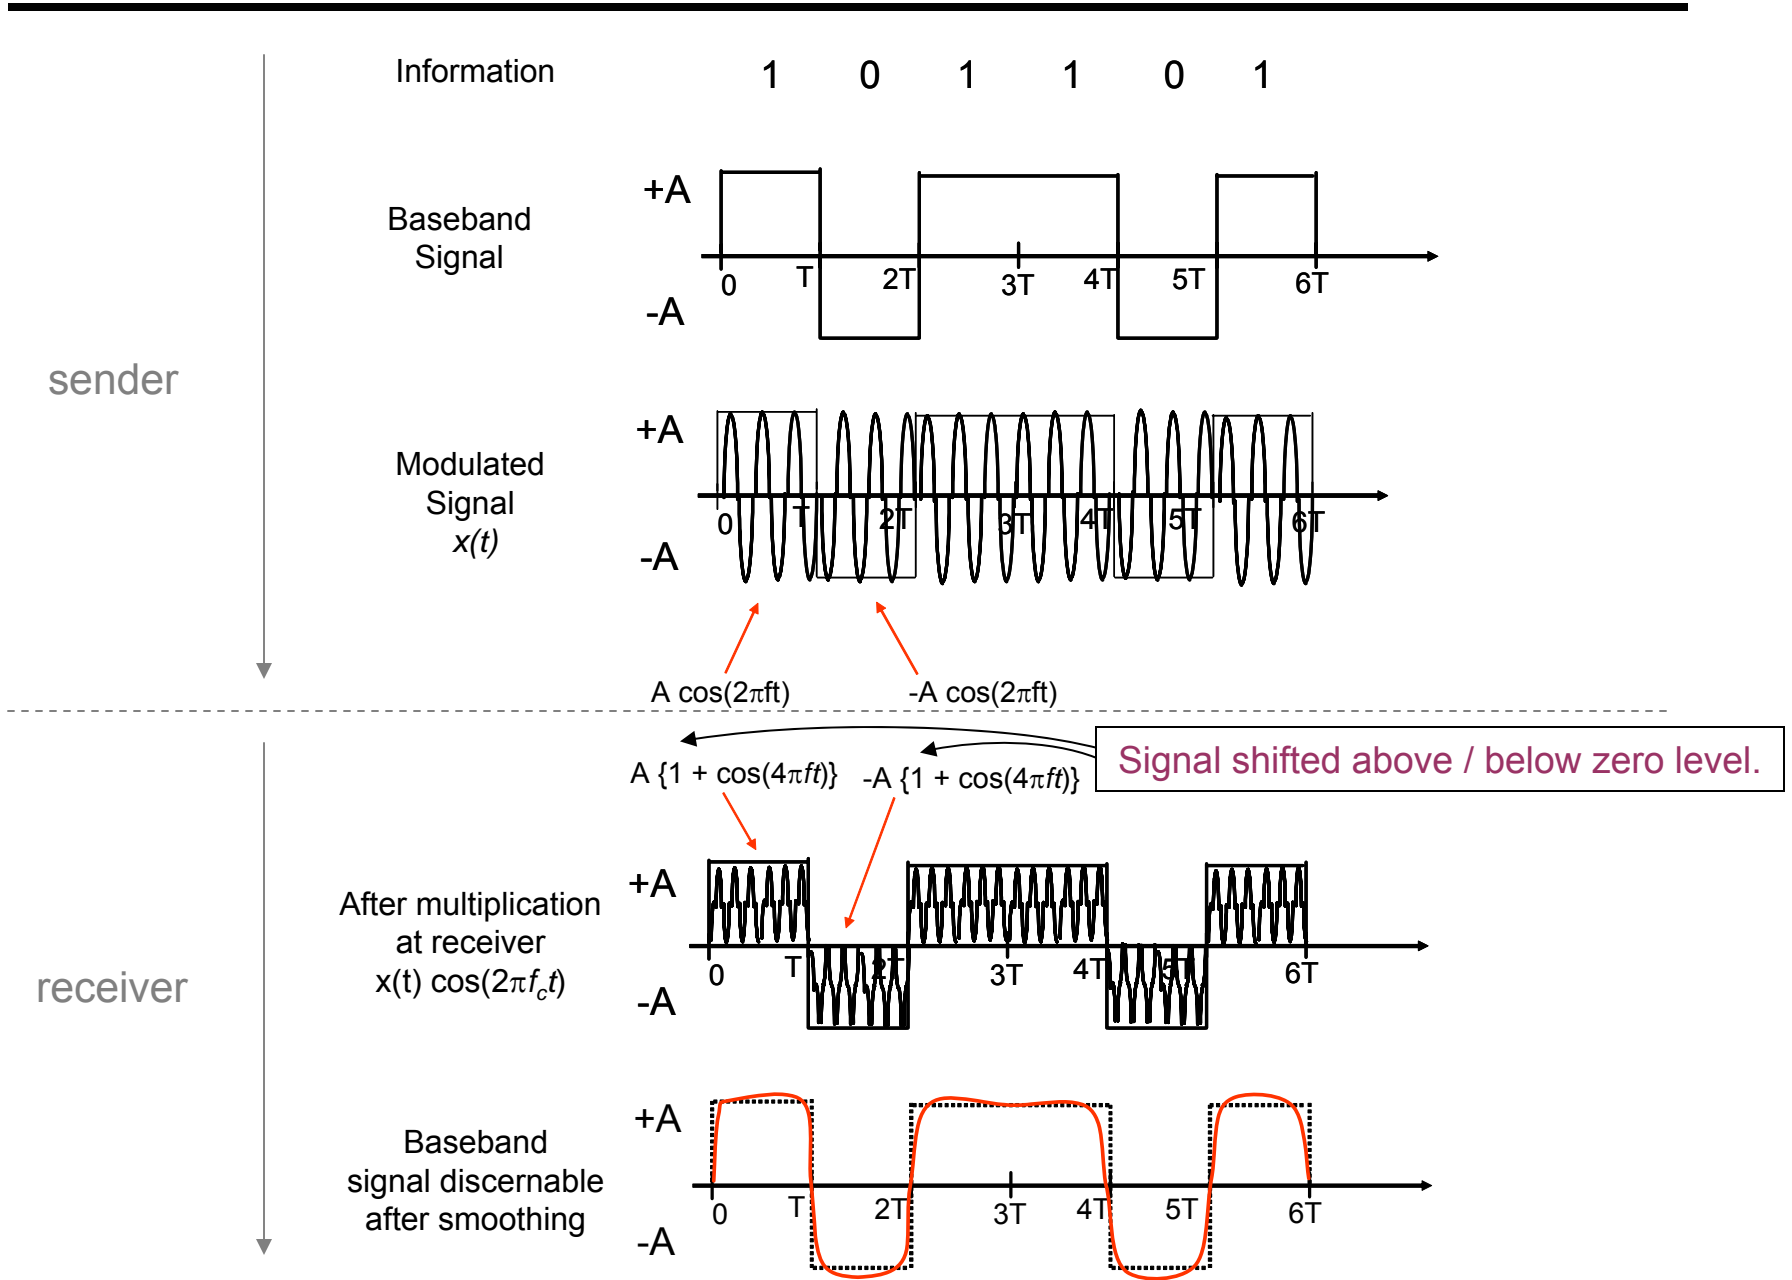 Information 1 0 1 1 0 1
Baseband
Signal
+A
-A
0 T 2T 3T 4T 5T 6T
sender
Modulated
Signal
x(t)
+A
-A
0 T 2T 3T 4T 5T 6T
A cos(2πft) -A cos(2πft)
A {1 + cos(4πft)} -A {1 + cos(4πft)}
Signal shifted above / below zero level.
receiver
After multiplication
at receiver
x(t) cos(2πf_ct)
+A
-A
0 T 2T 3T 4T 5T 6T
Baseband
signal discernable
after smoothing
+A
-A
0 T 2T 3T 4T 5T 6T